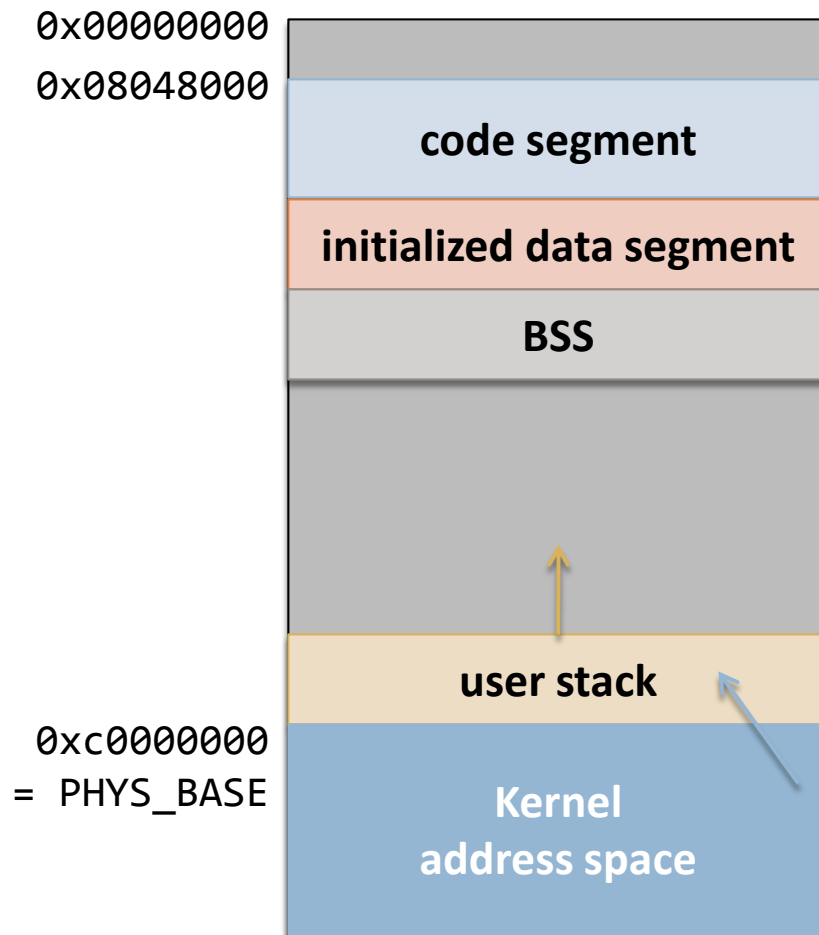 0x00000000
0x08048000
code segment
initialized data segment
BSS
user stack
0xc0000000
= PHYS_BASE
Kernel
address space